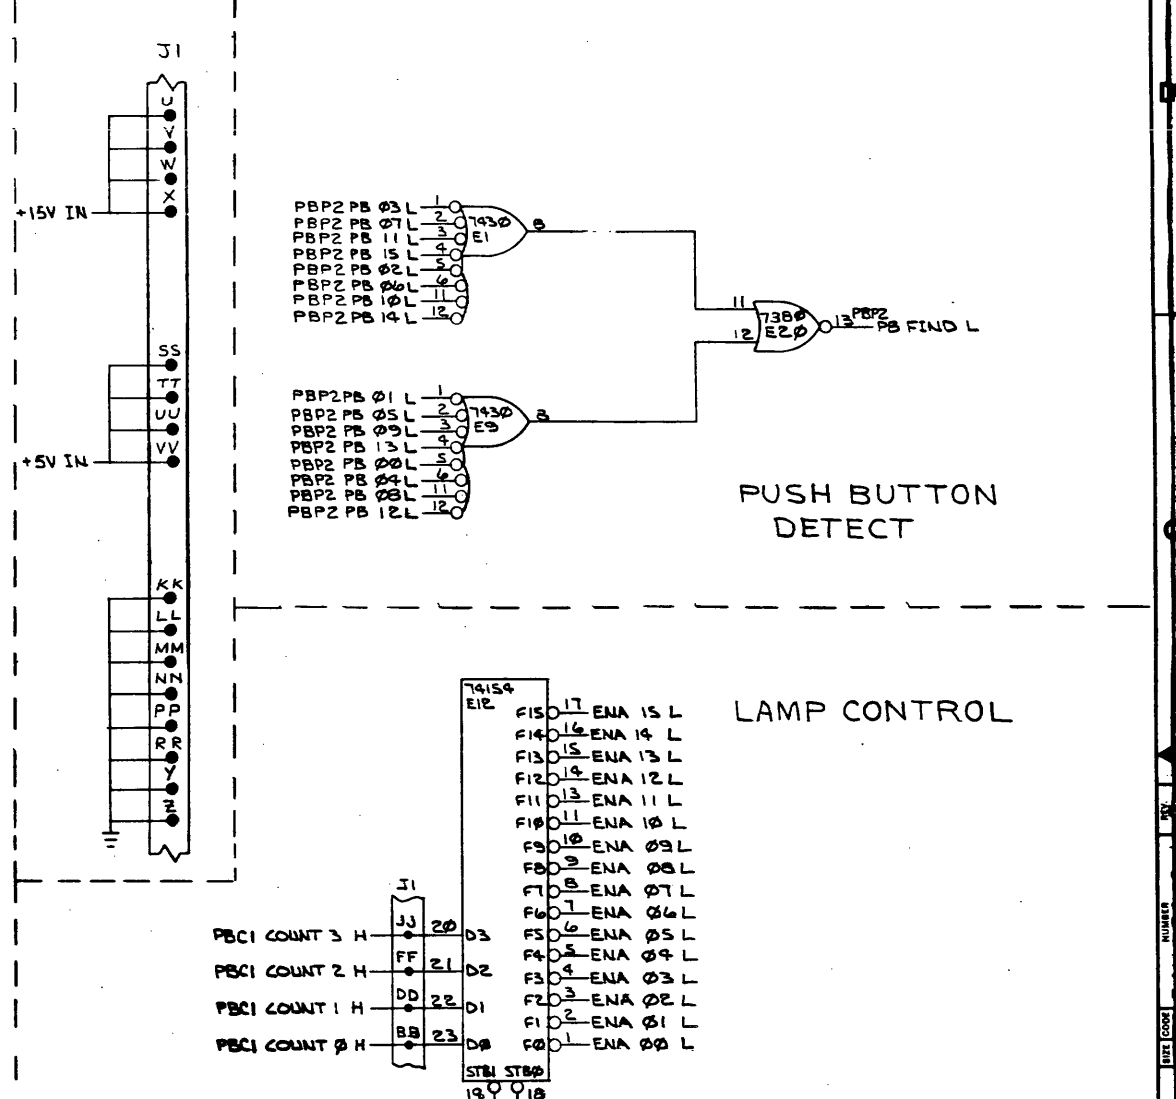 J1
U
V
W
X
+15V IN
SS
TT
UU
VV
+5V IN
KK
LL
MM
NN
PP
RR
Y
Z
PBP2 PB Ø3 L 1
PBP2 PB Ø7 L 2
PBP2 PB 11 L 3
PBP2 PB 15 L 4
PBP2 PB Ø2 L 5
PBP2 PB Ø6 L 6
PBP2 PB 1Ø L 11
PBP2 PB 14 L 12
743Ø
E1
8
PBP2 PB Ø1 L 1
PBP2 PB Ø5 L 2
PBP2 PB Ø9 L 3
PBP2 PB 13 L 4
PBP2 PB ØØ L 5
PBP2 PB Ø4 L 6
PBP2 PB Ø8 L 11
PBP2 PB 12 L 12
743Ø
E9
8
11
12
738Ø
E2Ø
13 PBP2
PB FIND L
PUSH BUTTON
DETECT
LAMP CONTROL
74154
E12
F15 17 ENA 15 L
F14 16 ENA 14 L
F13 15 ENA 13 L
F12 14 ENA 12 L
F11 13 ENA 11 L
F1Ø 11 ENA 1Ø L
F9 1Ø ENA Ø9 L
F8 9 ENA Ø8 L
F7 8 ENA Ø7 L
F6 7 ENA Ø6 L
F5 6 ENA Ø5 L
F4 5 ENA Ø4 L
F3 4 ENA Ø3 L
F2 3 ENA Ø2 L
F1 2 ENA Ø1 L
FØ 1 ENA ØØ L
J1
PBC1 COUNT 3 H JJ 2Ø D3
PBC1 COUNT 2 H FF 21 D2
PBC1 COUNT 1 H DD 22 D1
PBC1 COUNT Ø H BB 23 DØ
STB1 STBØ
19 18
REV.
NUMBER
SIZE CODE